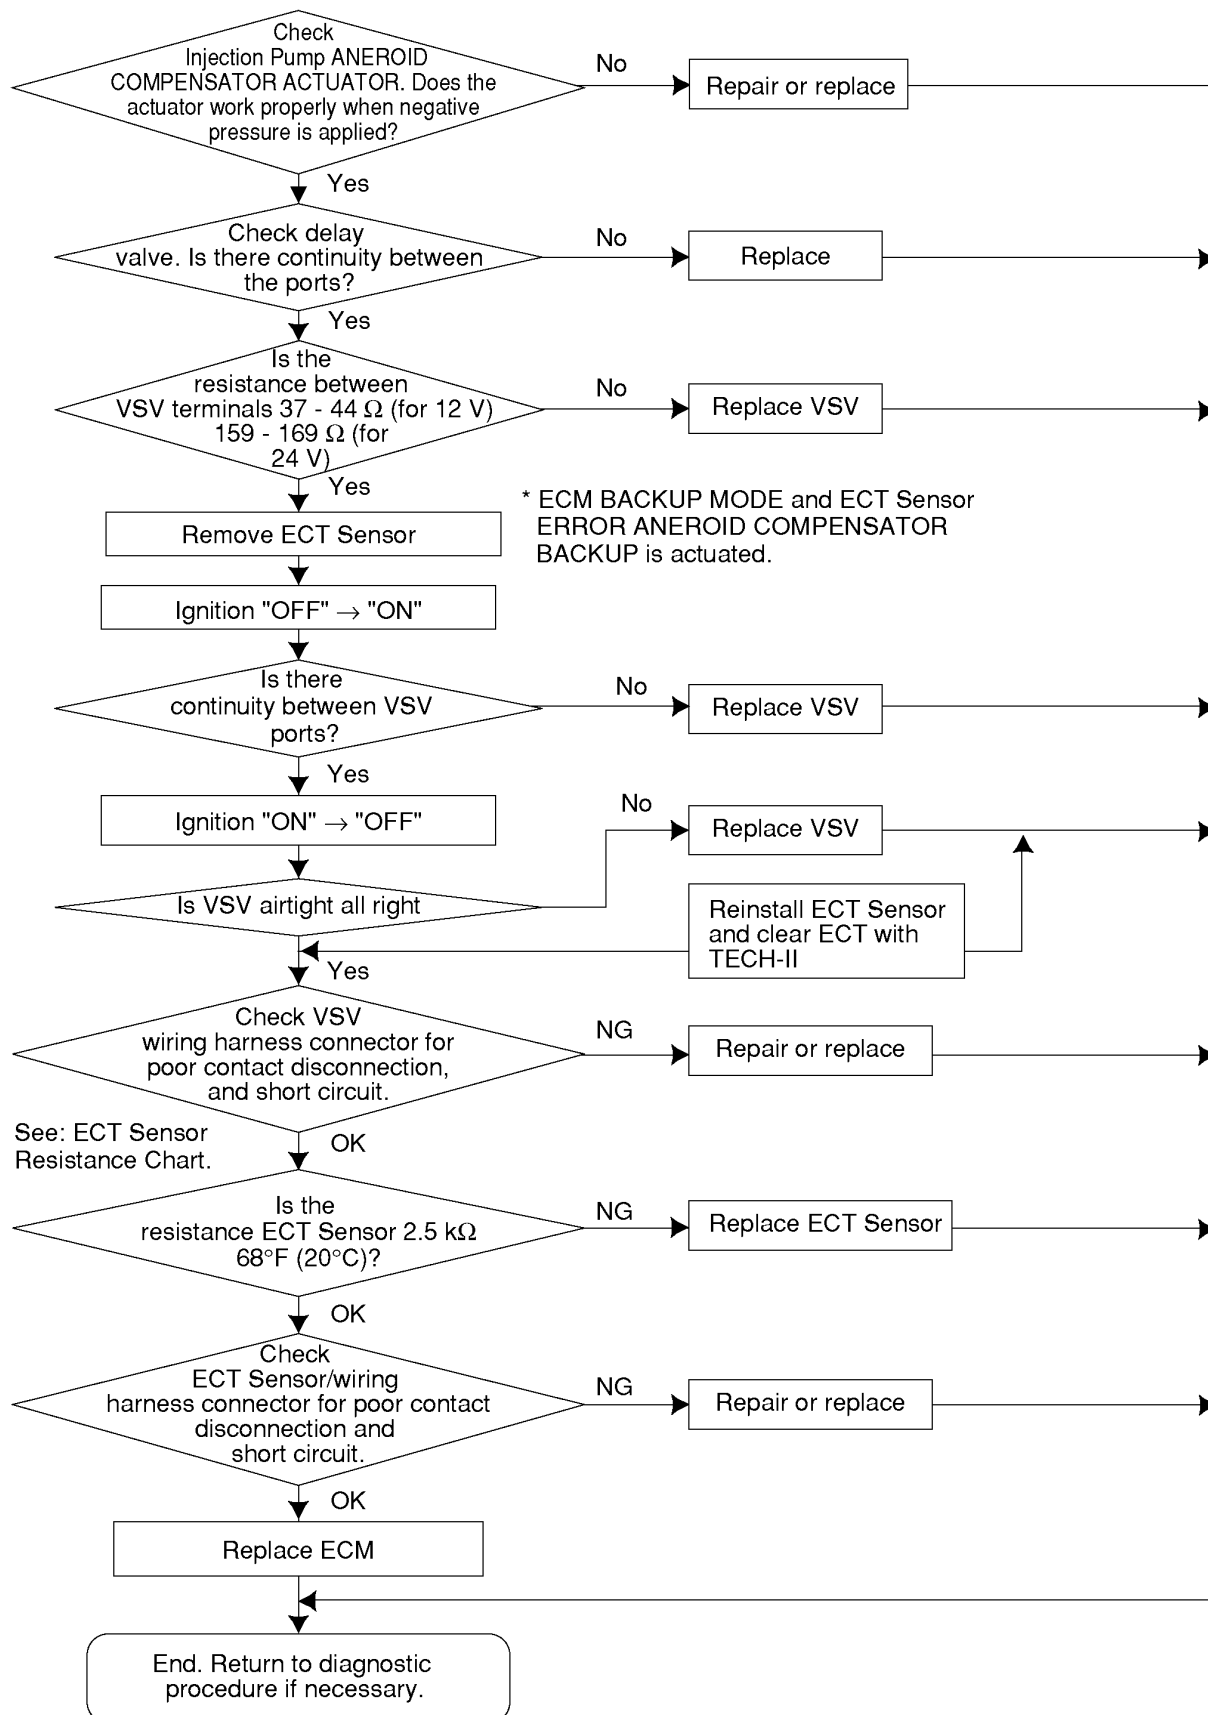 Check
Injection Pump ANEROID
COMPENSATOR ACTUATOR. Does the
actuator work properly when negative
pressure is applied?
No
Repair or replace
Yes
Check delay
valve. Is there continuity between
the ports?
No
Replace
Yes
Is the
resistance between
VSV terminals 37 - 44 Ω (for 12 V)
159 - 169 Ω (for
24 V)
No
Replace VSV
Yes
* ECM BACKUP MODE and ECT Sensor
ERROR ANEROID COMPENSATOR
BACKUP is actuated.
Remove ECT Sensor
Ignition "OFF" → "ON"
Is there
continuity between VSV
ports?
No
Replace VSV
Yes
Ignition "ON" → "OFF"
No
Replace VSV
Is VSV airtight all right
Reinstall ECT Sensor
and clear ECT with
TECH-II
Yes
Check VSV
wiring harness connector for
poor contact disconnection,
and short circuit.
NG
Repair or replace
See: ECT Sensor
Resistance Chart.
OK
Is the
resistance ECT Sensor 2.5 kΩ
68°F (20°C)?
NG
Replace ECT Sensor
OK
Check
ECT Sensor/wiring
harness connector for poor contact
disconnection and
short circuit.
NG
Repair or replace
OK
Replace ECM
End. Return to diagnostic
procedure if necessary.